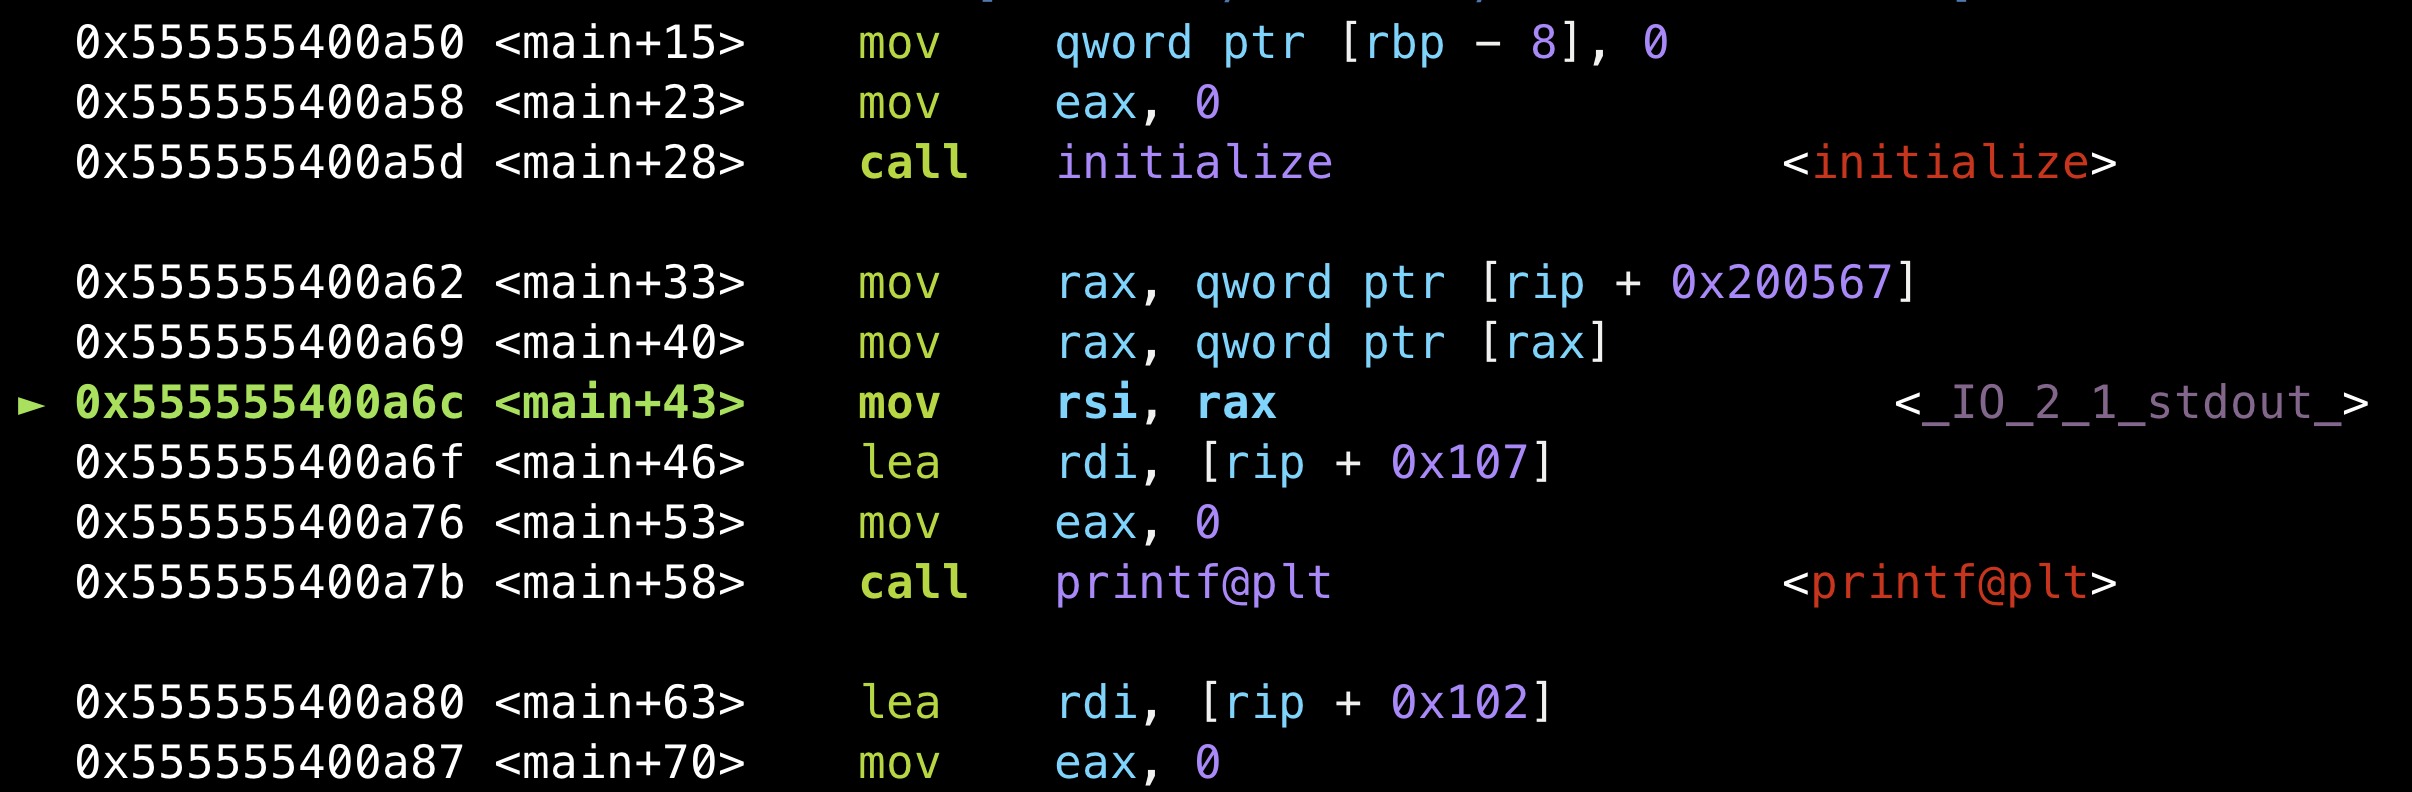 0x555555400a50 <main+15> mov qword ptr [rbp - 8], 0
0x555555400a58 <main+23> mov eax, 0
0x555555400a5d <main+28> call initialize <initialize>
0x555555400a62 <main+33> mov rax, qword ptr [rip + 0x200567]
0x555555400a69 <main+40> mov rax, qword ptr [rax]
► 0x555555400a6c <main+43> mov rsi, rax <_IO_2_1_stdout_>
0x555555400a6f <main+46> lea rdi, [rip + 0x107]
0x555555400a76 <main+53> mov eax, 0
0x555555400a7b <main+58> call printf@plt <printf@plt>
0x555555400a80 <main+63> lea rdi, [rip + 0x102]
0x555555400a87 <main+70> mov eax, 0